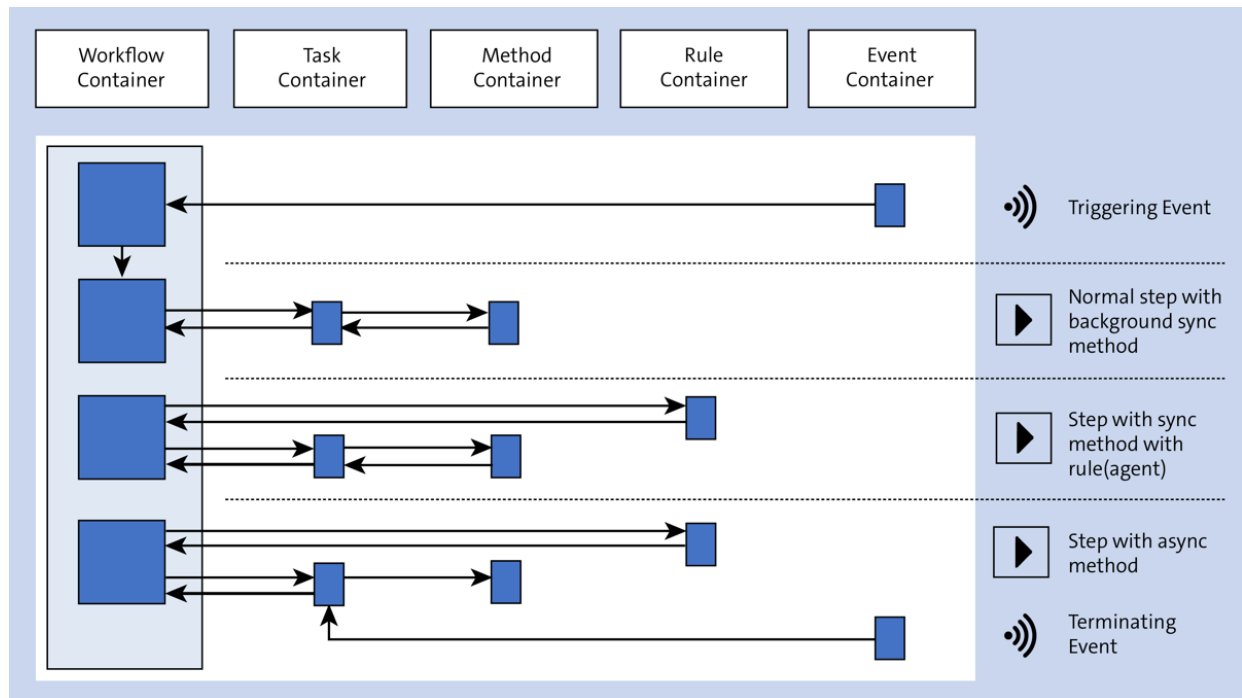 Workflow
Container
Task
Container
Method
Container
Rule
Container
Event
Container
Triggering Event
Normal step with
background sync
method
Step with sync
method with
rule(agent)
Step with async
method
Terminating
Event